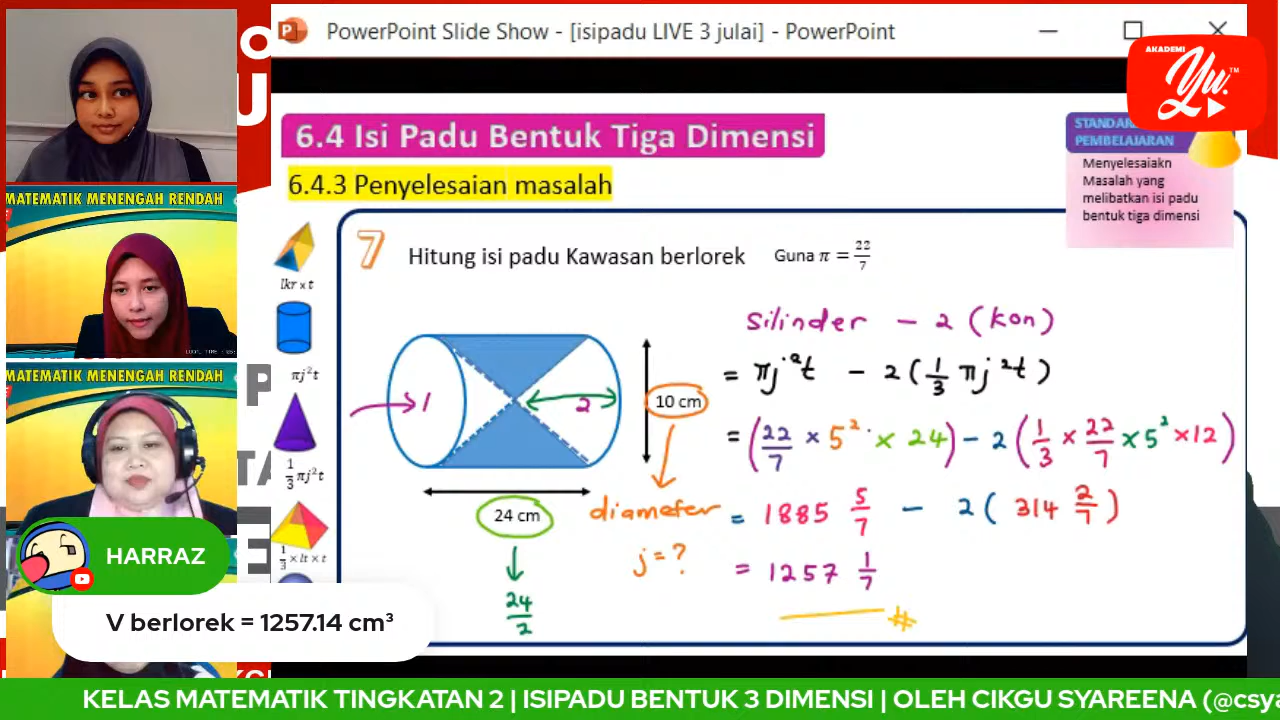 PowerPoint Slide Show - [isipadu LIVE 3 julai] - PowerPoint
AKADEMI
Yu.™
6.4 Isi Padu Bentuk Tiga Dimensi
6.4.3 Penyelesaian masalah
STANDAR
PEMBELAJARAN
Menyelesaiakn
Masalah yang
melibatkan isi padu
bentuk tiga dimensi
MATEMATIK MENENGAH RENDAH
MATEMATIK MENENGAH RENDAH
7 Hitung isi padu Kawasan berlorek Guna π = 22/7
lkr × t
πj²t
1/3 πj²t
1/3 × lt × t
1
2
10 cm
24 cm
24/2
diameter
j = ?
Silinder - 2 (kon)
= πj²t - 2(1/3 πj²t)
= (22/7 × 5² × 24) - 2(1/3 × 22/7 × 5² × 12)
= 1885 5/7 - 2(314 2/7)
= 1257 1/7
HARRAZ
V berlorek = 1257.14 cm³
KELAS MATEMATIK TINGKATAN 2 | ISIPADU BENTUK 3 DIMENSI | OLEH CIKGU SYAREENA (@csya